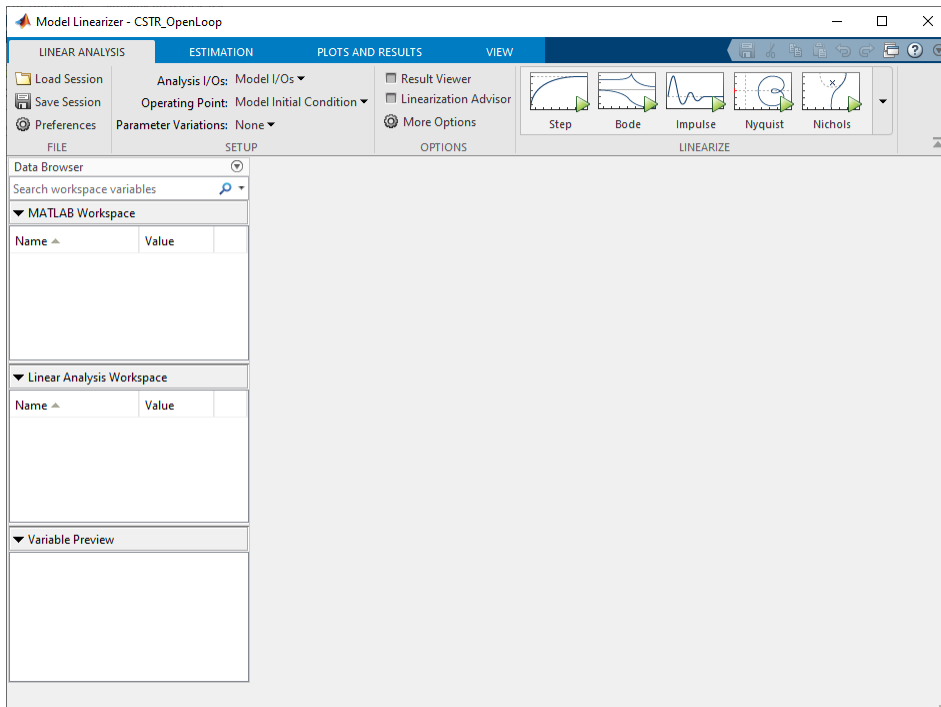 Model Linearizer - CSTR_OpenLoop
LINEAR ANALYSIS ESTIMATION PLOTS AND RESULTS VIEW
Load Session
Save Session
Preferences
FILE
Analysis I/Os: Model I/Os
Operating Point: Model Initial Condition
Parameter Variations: None
SETUP
Result Viewer
Linearization Advisor
More Options
OPTIONS
Step Bode Impulse Nyquist Nichols
LINEARIZE
Data Browser
Search workspace variables
MATLAB Workspace
Name Value
Linear Analysis Workspace
Name Value
Variable Preview